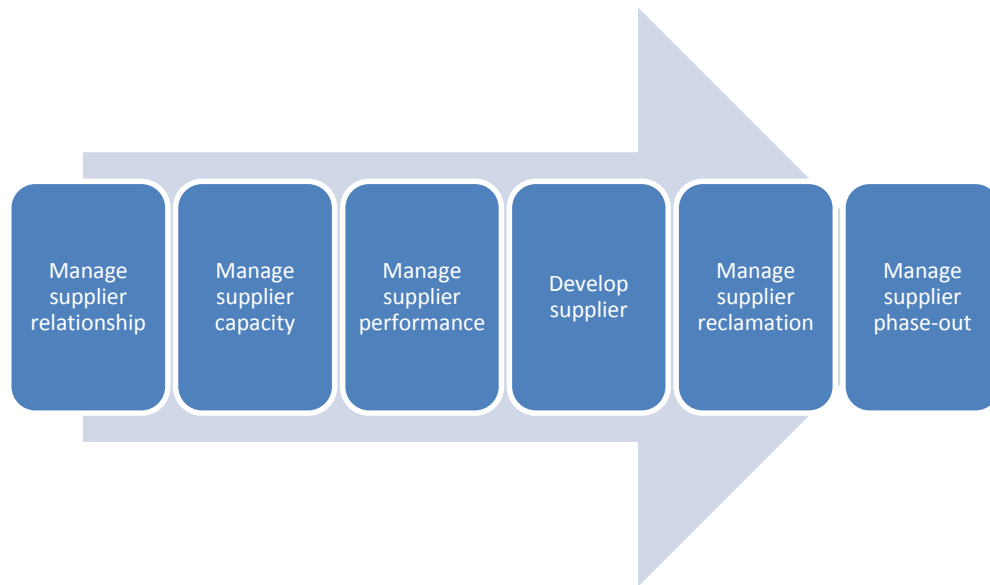 Manage
supplier
relationship
Manage
supplier
capacity
Manage
supplier
performance
Develop
supplier
Manage
supplier
reclamation
Manage
supplier
phase-out